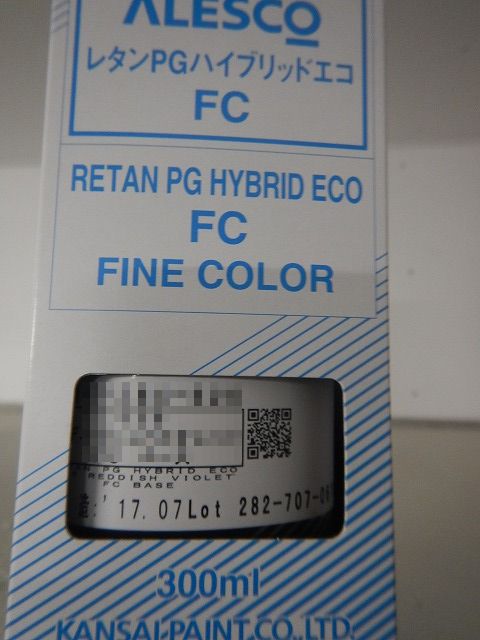 ALESCO
レタンPGハイブリッドエコ
FC
RETAN PG HYBRID ECO
FC
FINE COLOR
PG HYBRID ECO
REDDISH VIOLET
FC BASE
'17.07Lot 282-707-0
300ml
KANSAI PAINT CO., LTD.